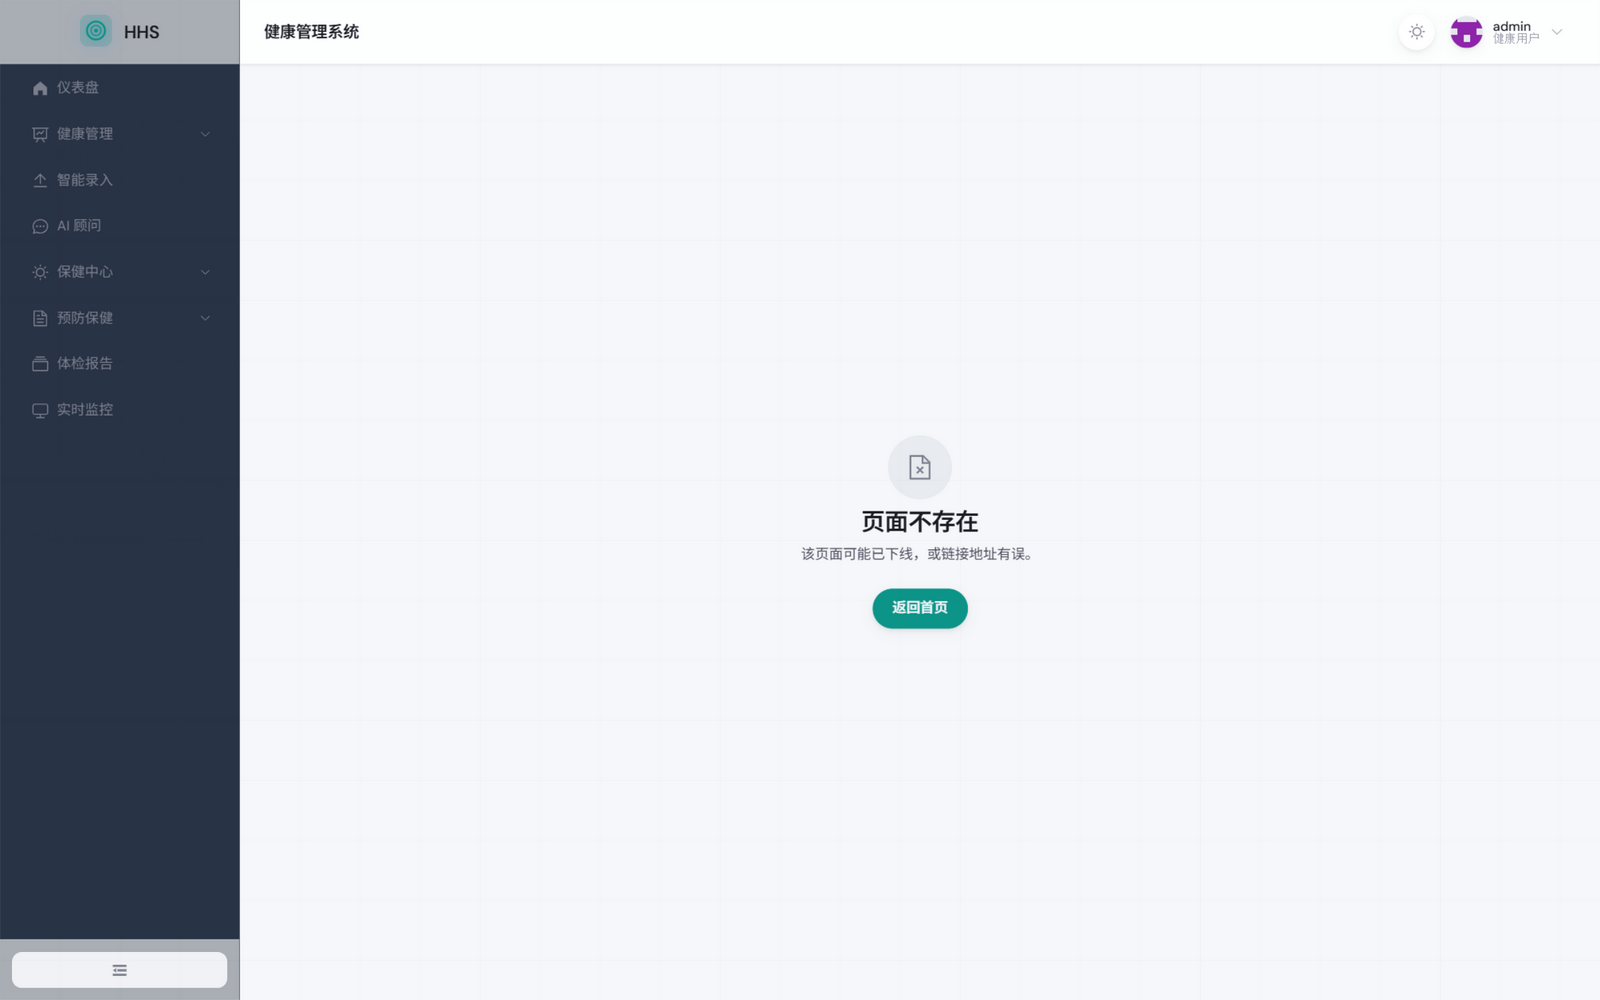 HHS
仪表盘
健康管理
智能录入
AI 顾问
保健中心
预防保健
体检报告
实时监控
健康管理系统
admin
健康用户
页面不存在
该页面可能已下线，或链接地址有误。
返回首页